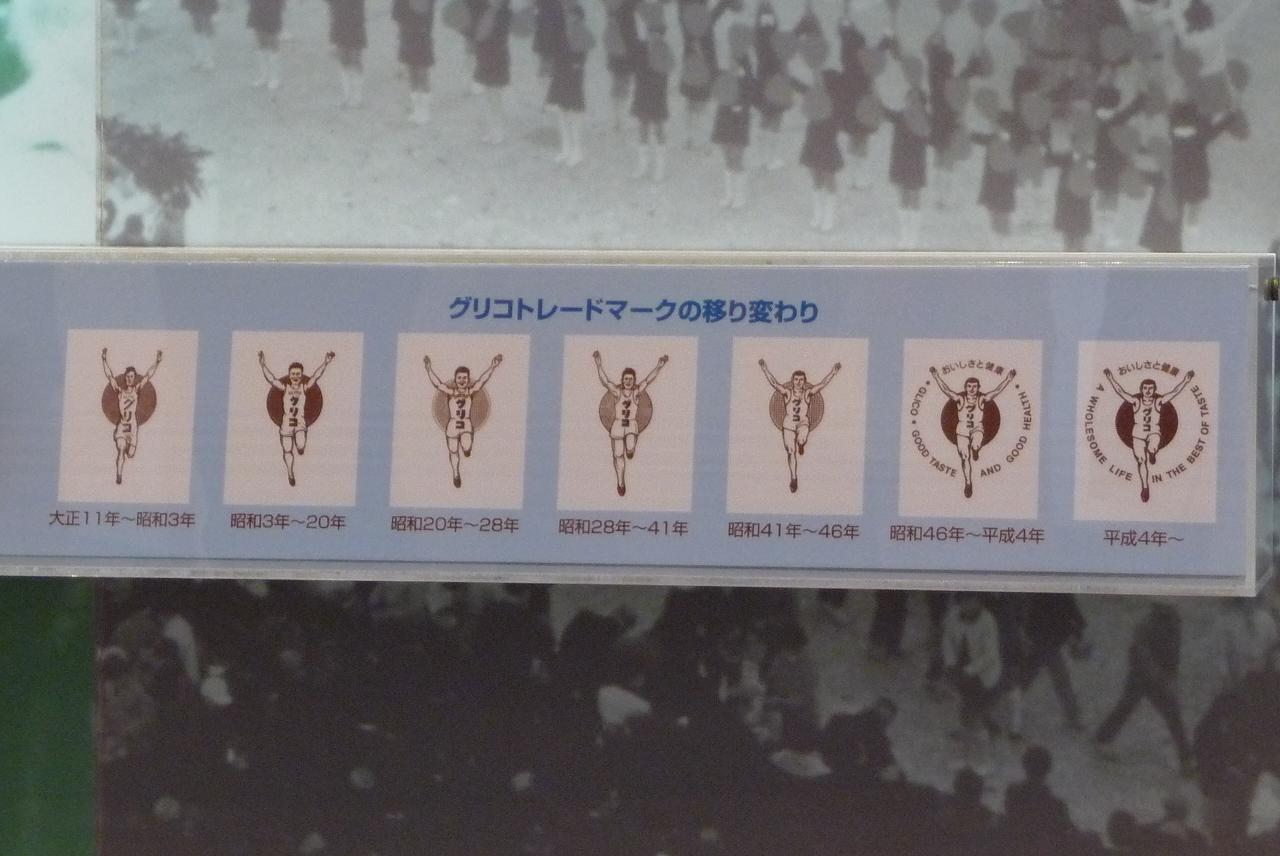 グリコトレードマークの移り変わり
グリコ
グリコ
グリコ
グリコ
グリコ
おいしさと健康
グリコ
• GLICO • GOOD TASTE AND GOOD HEALTH •
おいしさと健康
グリコ
A WHOLESOME LIFE IN THE BEST OF TASTE
大正11年～昭和3年
昭和3年～20年
昭和20年～28年
昭和28年～41年
昭和41年～46年
昭和46年～平成4年
平成4年～